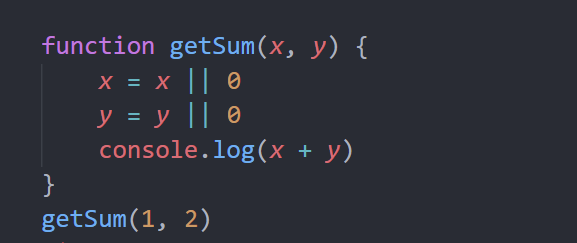 function getSum(x, y) {
x = x || 0
y = y || 0
console.log(x + y)
}
getSum(1, 2)